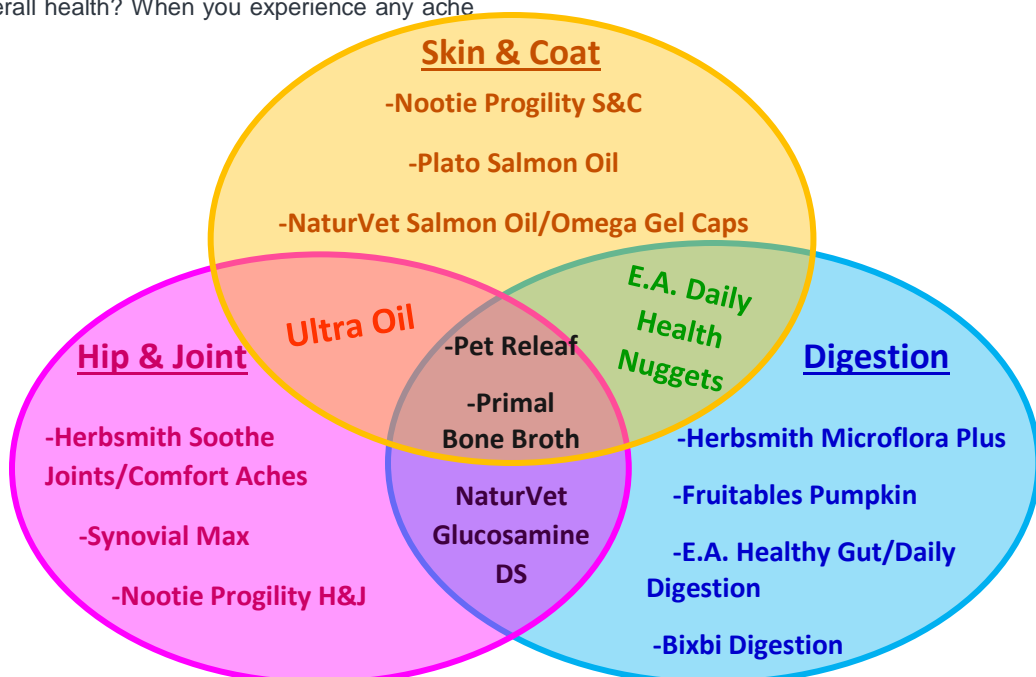 erall health? When you experience any ache
Skin & Coat
-Nootie Progility S&C
-Plato Salmon Oil
-NaturVet Salmon Oil/Omega Gel Caps
Ultra Oil
E.A. Daily
Health
Nuggets
-Pet Releaf
-Primal
Bone Broth
Hip & Joint
-Herbsmith Soothe
Joints/Comfort Aches
-Synovial Max
-Nootie Progility H&J
NaturVet
Glucosamine
DS
Digestion
-Herbsmith Microflora Plus
-Fruitables Pumpkin
-E.A. Healthy Gut/Daily
Digestion
-Bixbi Digestion